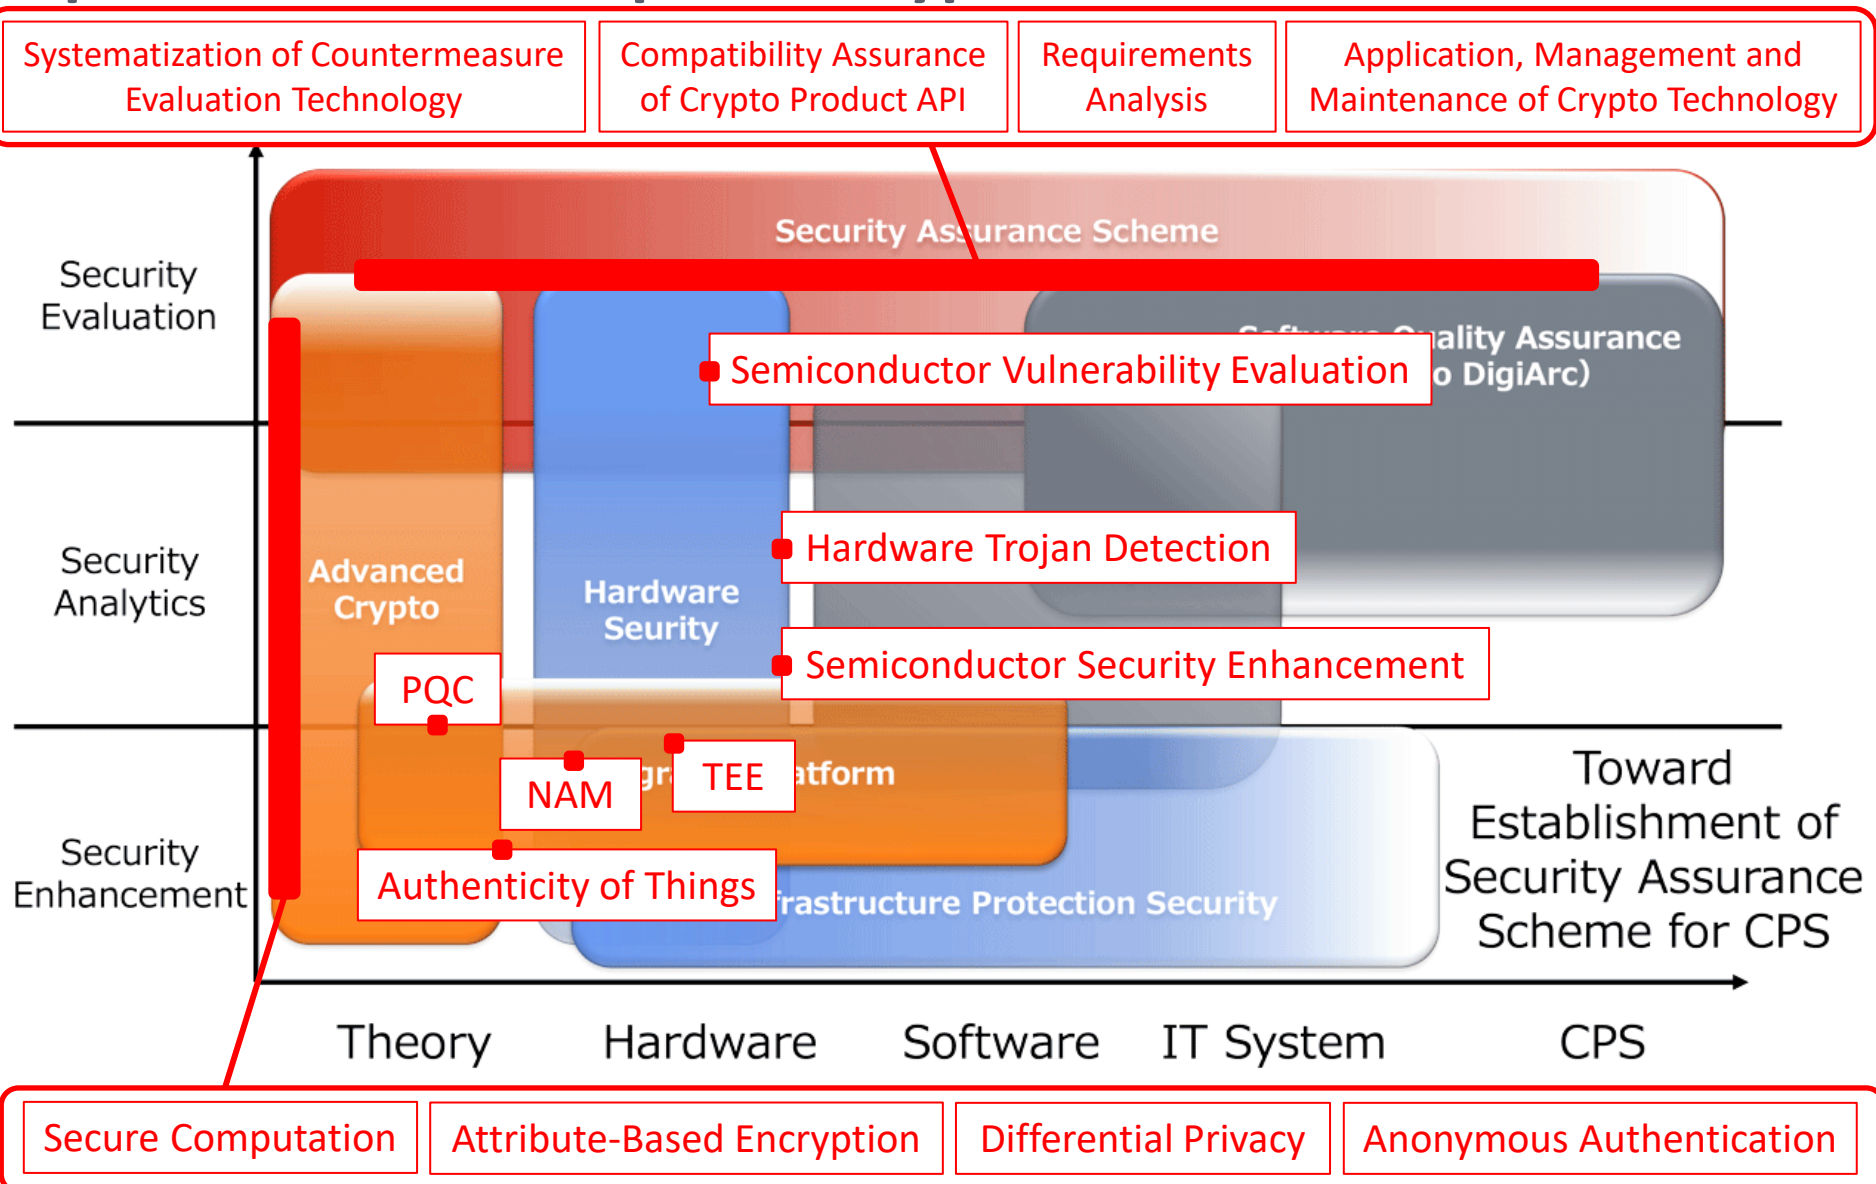 Systematization of Countermeasure
Evaluation Technology
Compatibility Assurance
of Crypto Product API
Requirements
Analysis
Application, Management and
Maintenance of Crypto Technology
Security Assurance Scheme
Security
Evaluation
ality Assurance
o DigiArc)
Semiconductor Vulnerability Evaluation
Security
Analytics
Advanced
Crypto
Hardware
Seurity
Hardware Trojan Detection
Semiconductor Security Enhancement
PQC
NAM
TEE
atform
Authenticity of Things
frastructure Protection Security
Security
Enhancement
Toward
Establishment of
Security Assurance
Scheme for CPS
Theory
Hardware
Software
IT System
CPS
Secure Computation
Attribute-Based Encryption
Differential Privacy
Anonymous Authentication